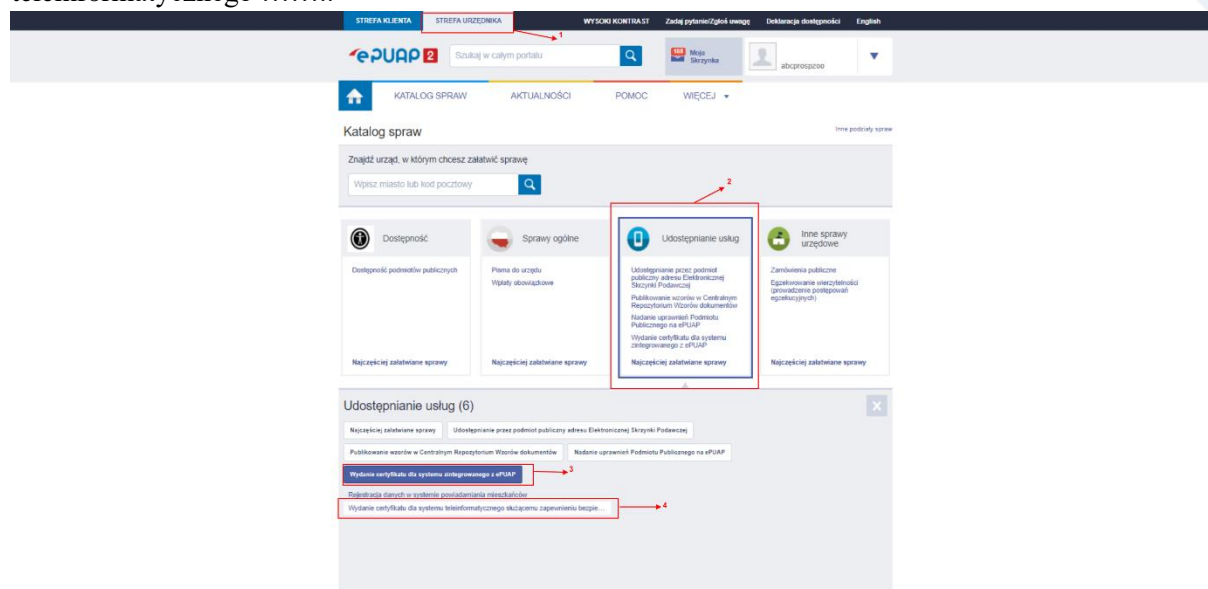 teleinformatycznego ………
STREFA KLIENTA STREFA URZĘDNIKA WYSOKI KONTRAST Zadaj pytanie/Zgłoś uwagę Deklaracja dostępności English
1
ePUAP 2 Szukaj w całym portalu Moja Skrzynka abcprospzoo
KATALOG SPRAW AKTUALNOŚCI POMOC WIĘCEJ
Katalog spraw Inne podziały spraw
Znajdź urząd, w którym chcesz załatwić sprawę
Wpisz miasto lub kod pocztowy
2
Dostępność
Dostępność podmiotów publicznych
Najczęściej załatwiane sprawy
Sprawy ogólne
Pisma do urzędu
Wpłaty obowiązkowe
Najczęściej załatwiane sprawy
Udostępnianie usług
Udostępnianie przez podmiot
publiczny adresu Elektronicznej
Skrzynki Podawczej
Publikowanie wzorów w Centralnym
Repozytorium Wzorów dokumentów
Nadanie uprawnień Podmiotu
Publicznego na ePUAP
Wydanie certyfikatu dla systemu
zintegrowanego z ePUAP
Najczęściej załatwiane sprawy
Inne sprawy
urzędowe
Zamówienia publiczne
Egzekwowanie wierzytelności
(prowadzenie postępowań
egzekucyjnych)
Najczęściej załatwiane sprawy
Udostępnianie usług (6)
Najczęściej załatwiane sprawy Udostępnianie przez podmiot publiczny adresu Elektronicznej Skrzynki Podawczej
Publikowanie wzorów w Centralnym Repozytorium Wzorów dokumentów Nadanie uprawnień Podmiotu Publicznego na ePUAP
Wydanie certyfikatu dla systemu zintegrowanego z ePUAP 3
Rejestracja danych w systemie powiadamiania mieszkańców
Wydanie certyfikatu dla systemu teleinformatycznego służącemu zapewnieniu bezpie... 4